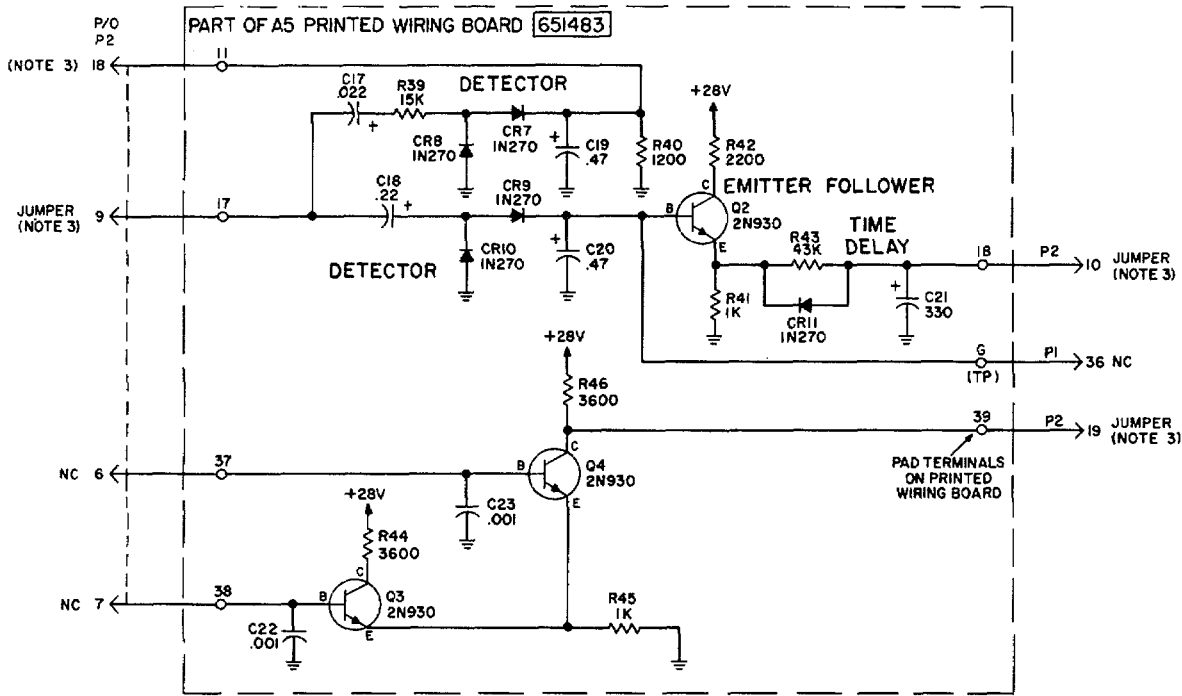 P/O
P2
PART OF A5 PRINTED WIRING BOARD 651483
(NOTE 3) 18
11
C17
.022
+
R39
15K
DETECTOR
CR8
1N270
CR7
1N270
+
C19
.47
R40
1200
+28V
R42
2200
JUMPER
(NOTE 3)
9
17
C18
.22
+
CR9
1N270
CR10
1N270
DETECTOR
+
C20
.47
C
B
E
EMITTER FOLLOWER
Q2
2N930
TIME
DELAY
R43
43K
R41
1K
CR11
1N270
+
C21
330
18
P2
10 JUMPER
(NOTE 3)
G
(TP)
P1
36 NC
+28V
R46
3600
39
P2
19 JUMPER
(NOTE 3)
PAD TERMINALS
ON PRINTED
WIRING BOARD
NC 6
37
C23
.001
B
C
E
Q4
2N930
+28V
R44
3600
NC 7
38
C22
.001
B
C
E
Q3
2N930
R45
1K